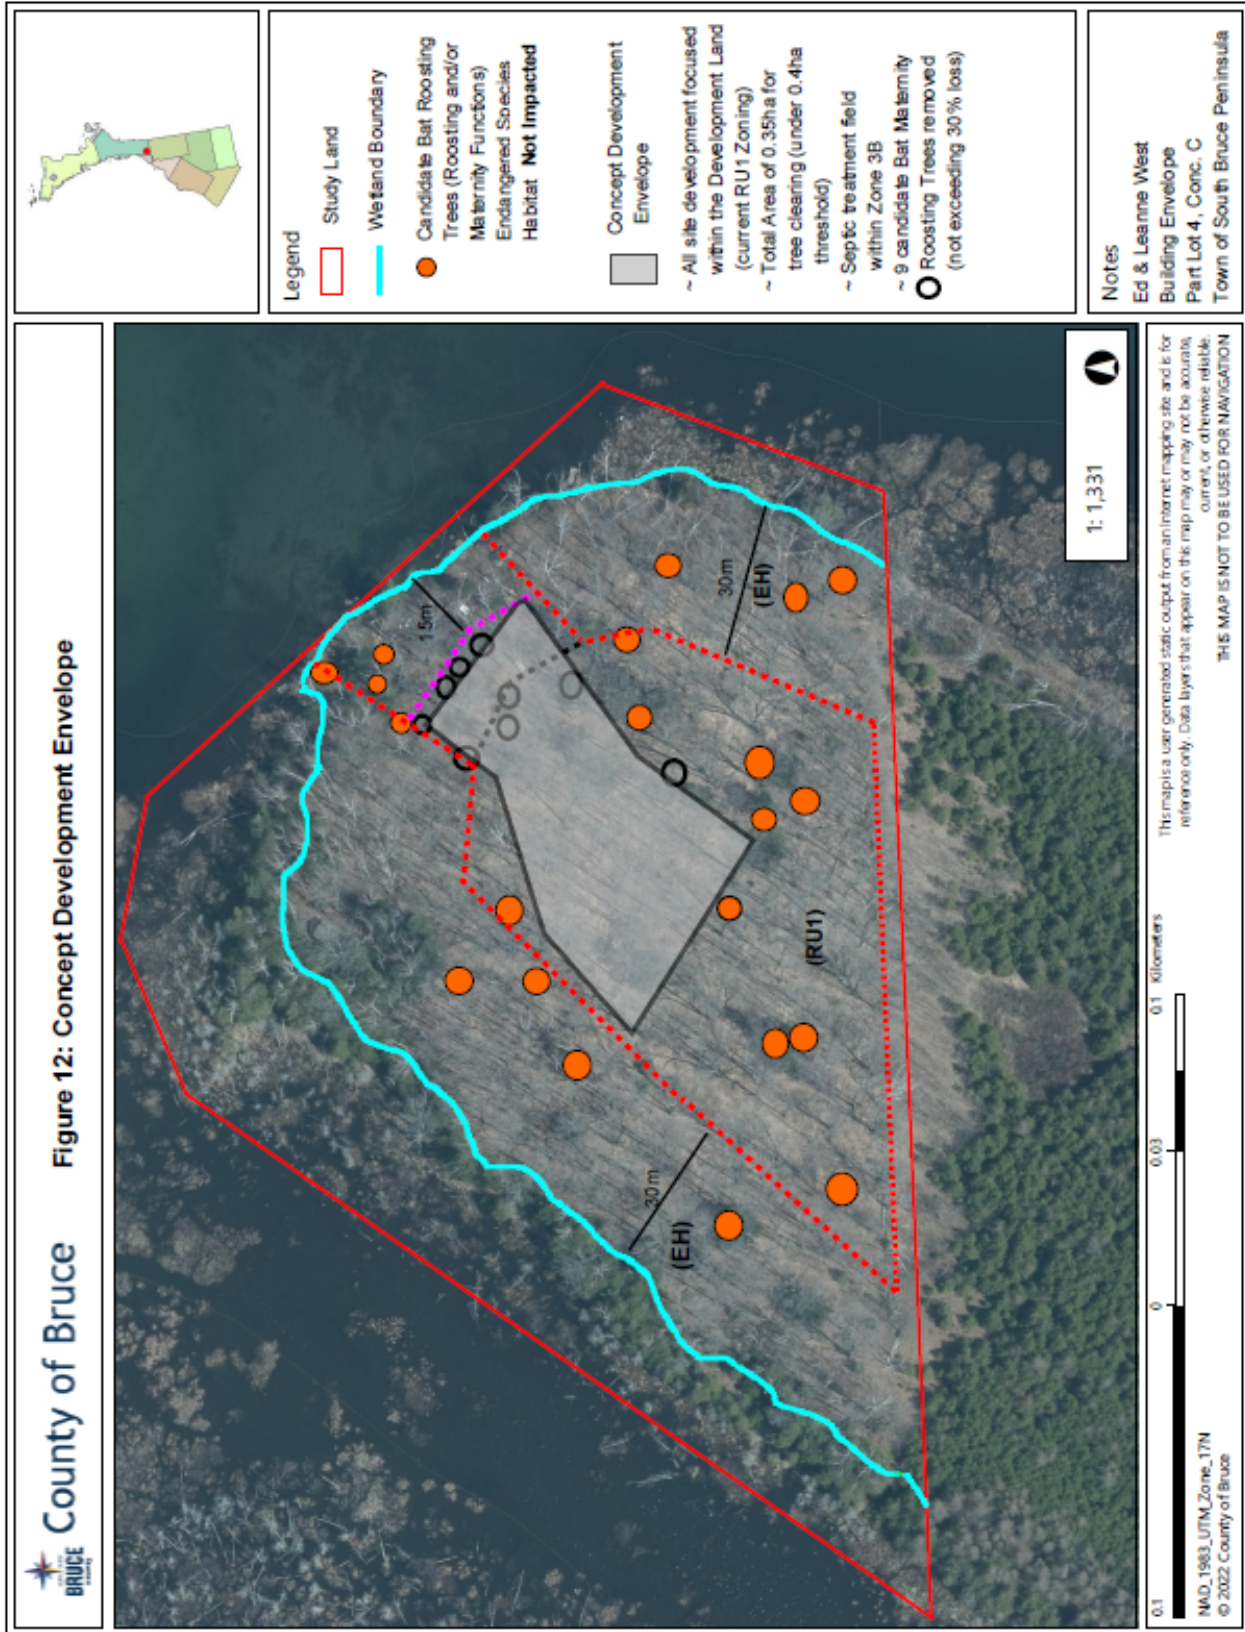 BRUCE
county
County of Bruce
Figure 12: Concept Development Envelope
Legend
Study Land
Wetland Boundary
Candidate Bat Roosting
Trees (Roosting and/or
Maternity Functions)
Endangered Species
Habitat Not Impacted
Concept Development
Envelope
~ All site development focused
within the Development Land
(current RU1 Zoning)
~ Total Area of 0.35ha for
tree clearing (under 0.4ha
threshold)
~ Septic treatment field
within Zone 3B
~ 9 candidate Bat Maternity
Roosting Trees removed
(not exceeding 30% loss)
30m
(EH)
15m
30m
(EH)
(RU1)
1: 1,331
0.1
0
0.03
0.1 Kilometers
NAD_1983_UTM_Zone_17N
© 2022 County of Bruce
This map is a user generated static output from an Internet mapping site and is for
reference only. Data layers that appear on this map may or may not be accurate,
current, or otherwise reliable.
THIS MAP IS NOT TO BE USED FOR NAVIGATION
Notes
Ed & Leanne West
Building Envelope
Part Lot 4, Conc. C
Town of South Bruce Peninsula